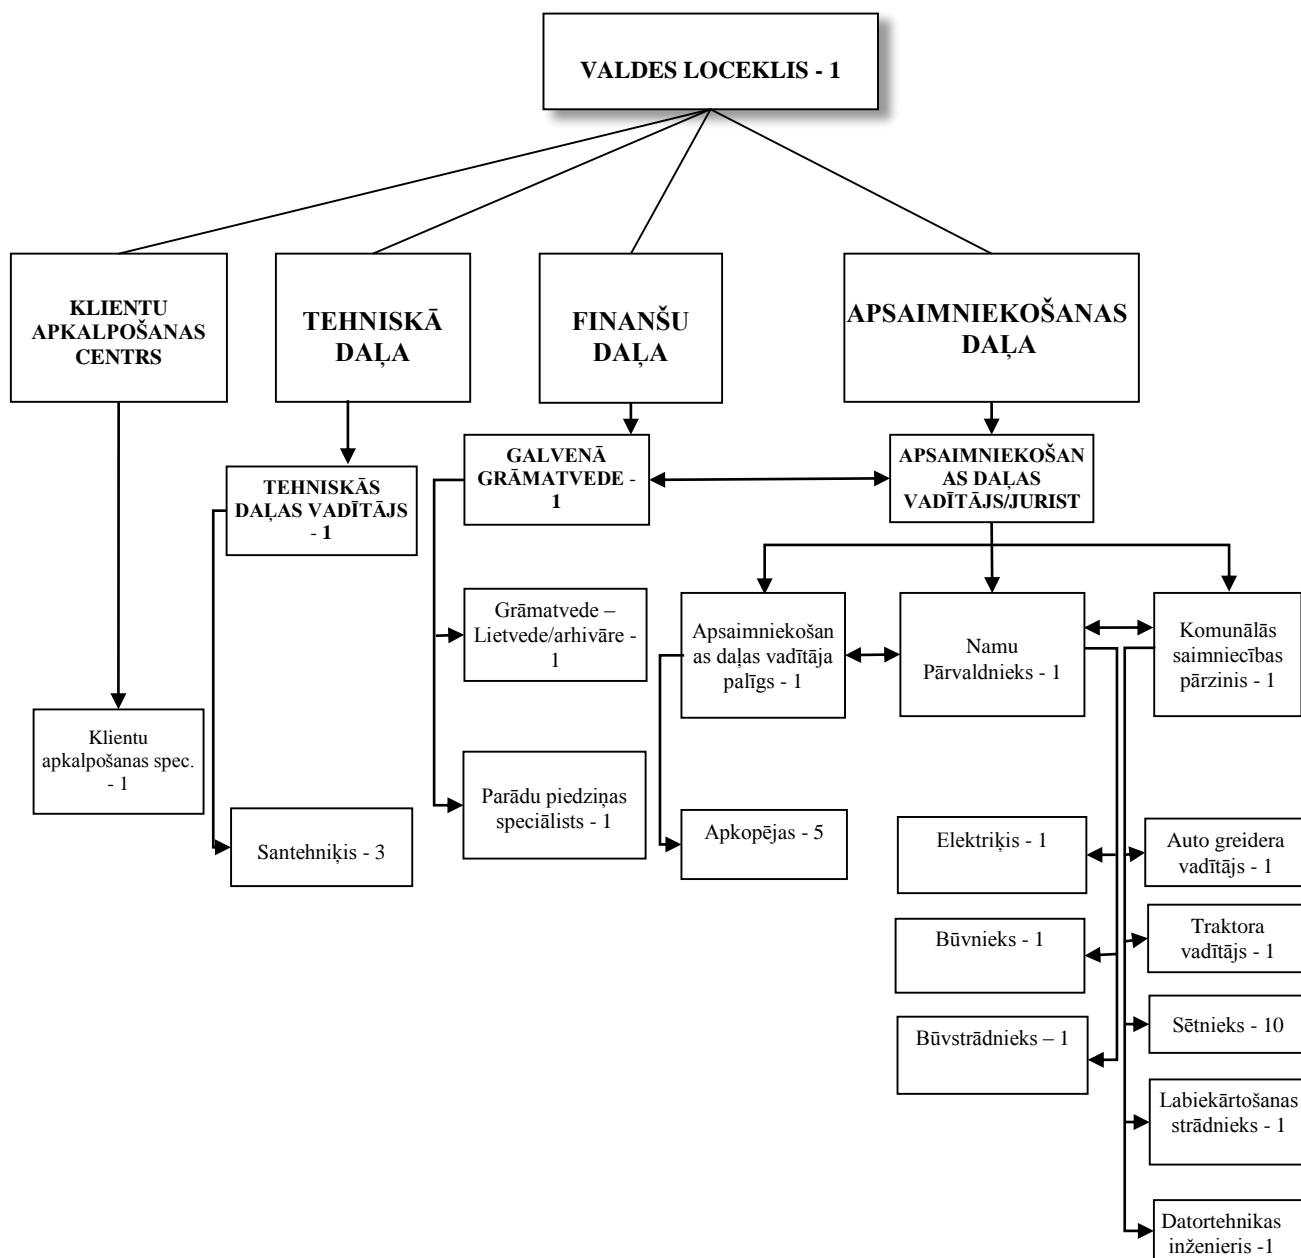 VALDES LOCEKLIS - 1
KLIENTU
APKALPOŠANAS
CENTRS
TEHNISKĀ
DAĻA
FINANŠU
DAĻA
APSAIMNIEKOŠANAS
DAĻA
TEHNISKĀS
DAĻAS VADĪTĀJS
- 1
GALVENĀ
GRĀMATVEDE -
1
APSAIMNIEKOŠAN
AS DAĻAS
VADĪTĀJS/JURIST
Grāmatvede –
Lietvede/arhivāre -
1
Apsaimniekošan
as daļas vadītāja
palīgs - 1
Namu
Pārvaldnieks - 1
Komunālās
saimniecības
pārzinis - 1
Klientu
apkalpošanas spec.
- 1
Santehniķis - 3
Parādu piedziņas
speciālists - 1
Apkopējas - 5
Elektriķis - 1
Būvnieks - 1
Būvstrādnieks – 1
Auto greidera
vadītājs - 1
Traktora
vadītājs - 1
Sētnieks - 10
Labiekārtošanas
strādnieks - 1
Datortehnikas
inženieris -1